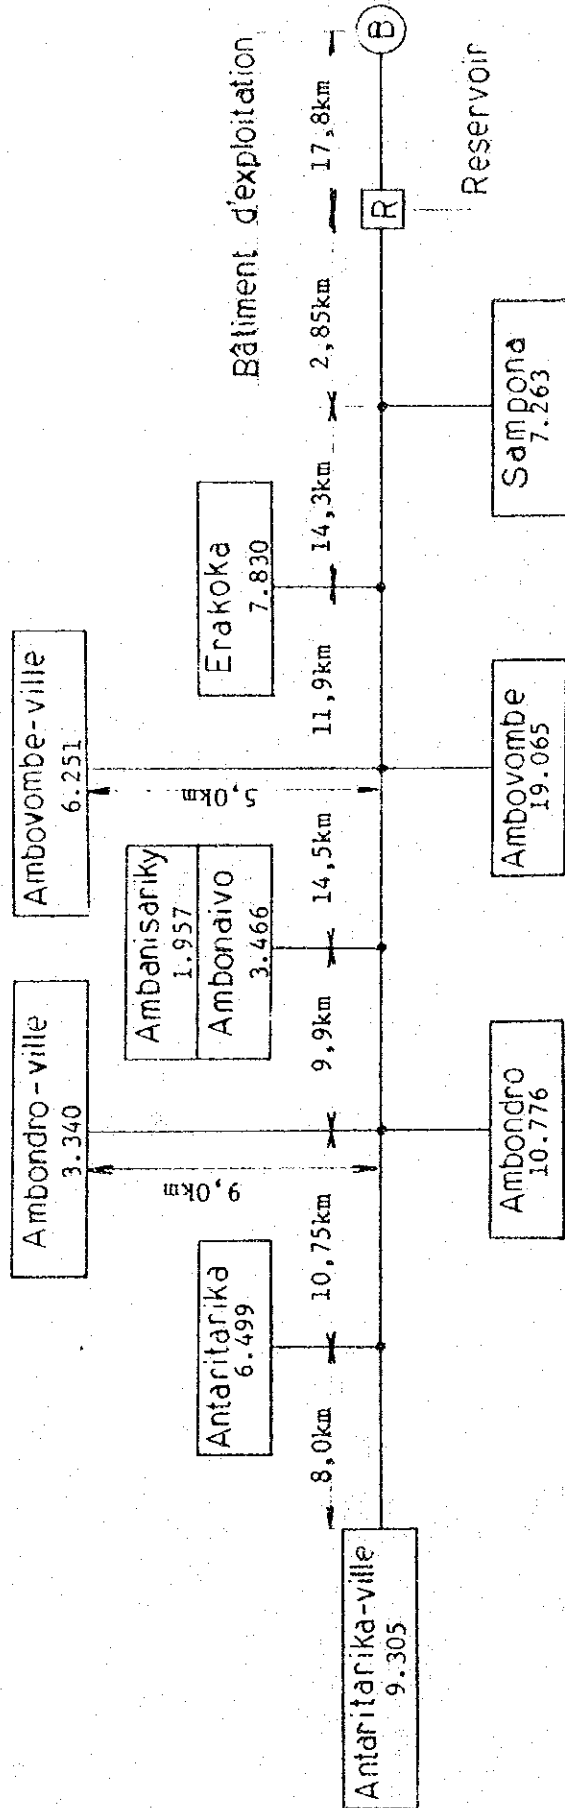 Ambondro-ville
3.340
Ambovombe-ville
6.251
Bâtiment d'exploitation
Ambanisariky
1.957
Ambonaivo
3.466
Antaritarika
6.499
Erakoka
7.830
9,0km
5,0km
8,0km
10,75km
9,9km
14,5km
11,9km
14,3km
2,85km
17,8km
Antaritarika-ville
9.305
R
B
Reservoir
Ambondro
10.776
Ambovombe
19.065
Sampona
7.263